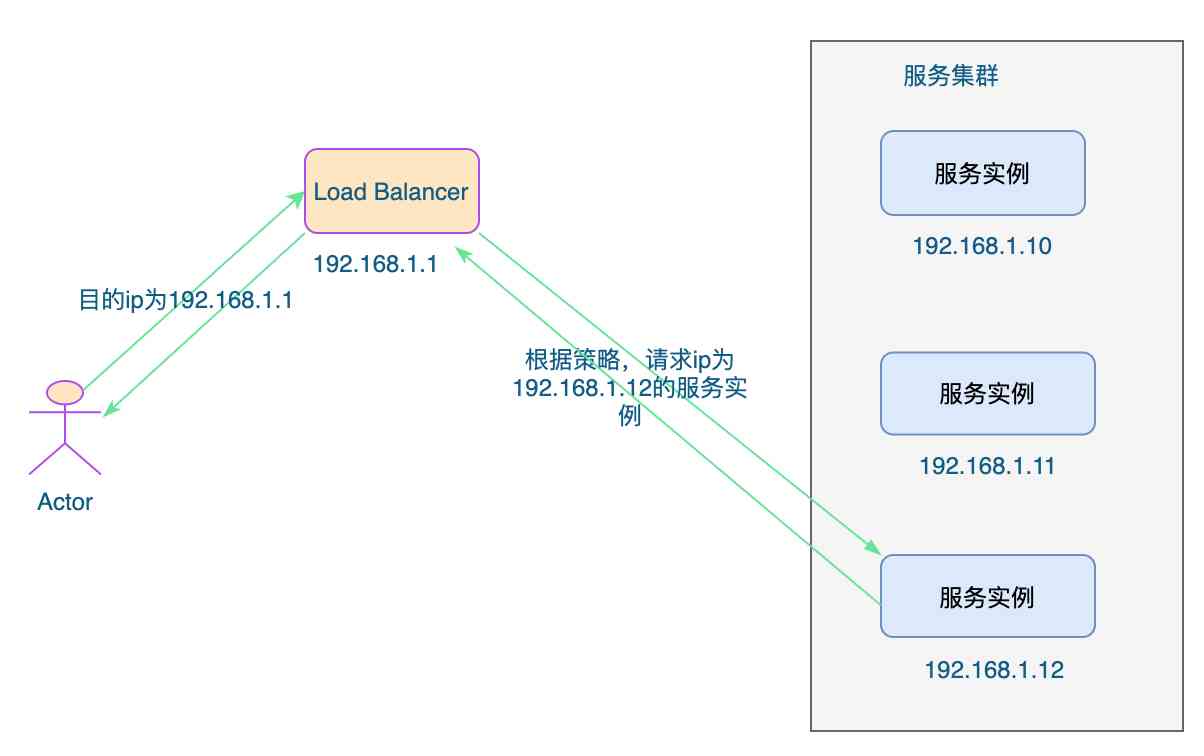 服务集群
服务实例
192.168.1.10
Load Balancer
192.168.1.1
目的ip为192.168.1.1
根据策略，请求ip为
192.168.1.12的服务实
例
服务实例
192.168.1.11
Actor
服务实例
192.168.1.12